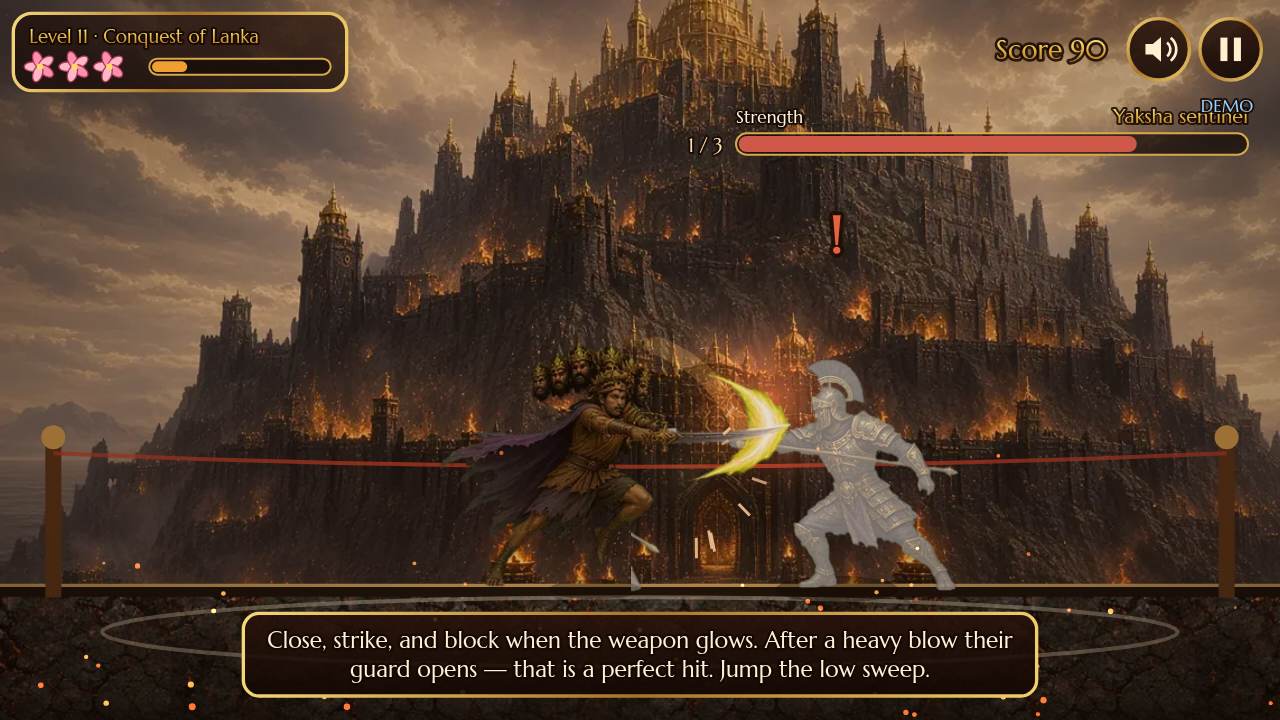 Level 11 · Conquest of Lanka
Score 90
DEMO
Strength
Yaksha sentinel
1 / 3
!
Close, strike, and block when the weapon glows. After a heavy blow their
guard opens — that is a perfect hit. Jump the low sweep.